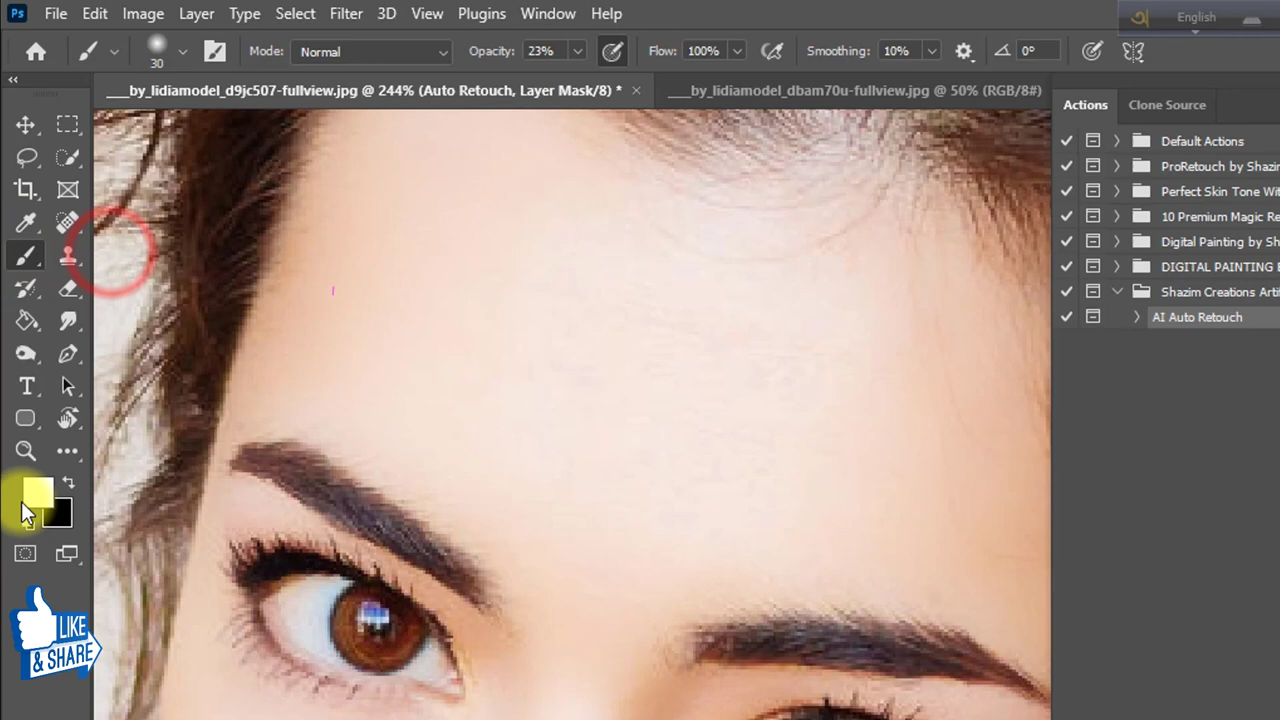 Ps File Edit Image Layer Type Select Filter 3D View Plugins Window Help
English
30 Mode: Normal Opacity: 23% Flow: 100% Smoothing: 10% 0°
___by_lidiamodel_d9jc507-fullview.jpg @ 244% (Auto Retouch, Layer Mask/8) *
___by_lidiamodel_dbam70u-fullview.jpg @ 50% (RGB/8#)
Actions Clone Source
Default Actions
ProRetouch by Shazim
Perfect Skin Tone Wit
10 Premium Magic Re
Digital Painting by Sh
DIGITAL PAINTING E
Shazim Creations Arti
AI Auto Retouch
LIKE
& SHARE